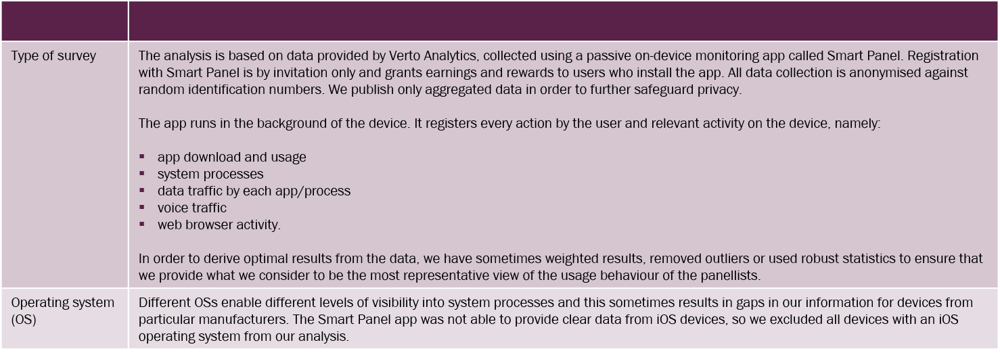 Type of survey
The analysis is based on data provided by Verto Analytics, collected using a passive on-device monitoring app called Smart Panel. Registration
with Smart Panel is by invitation only and grants earnings and rewards to users who install the app. All data collection is anonymised against
random identification numbers. We publish only aggregated data in order to further safeguard privacy.
The app runs in the background of the device. It registers every action by the user and relevant activity on the device, namely:
▪ app download and usage
▪ system processes
▪ data traffic by each app/process
▪ voice traffic
▪ web browser activity.
In order to derive optimal results from the data, we have sometimes weighted results, removed outliers or used robust statistics to ensure that
we provide what we consider to be the most representative view of the usage behaviour of the panellists.
Operating system
(OS)
Different OSs enable different levels of visibility into system processes and this sometimes results in gaps in our information for devices from
particular manufacturers. The Smart Panel app was not able to provide clear data from iOS devices, so we excluded all devices with an iOS
operating system from our analysis.